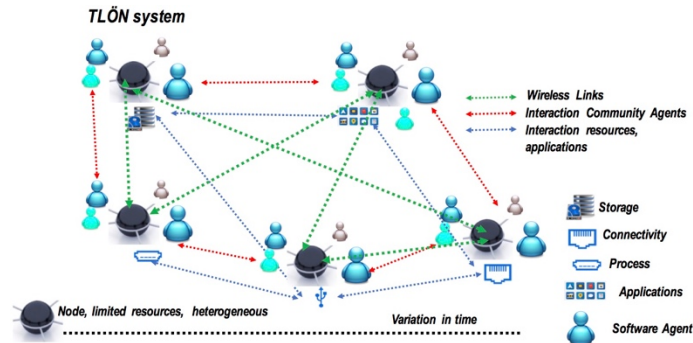 TLÖN system
Wireless Links
Interaction Community Agents
Interaction resources,
applications
Storage
Connectivity
Process
Applications
Software Agent
Node, limited resources, heterogeneous
Variation in time